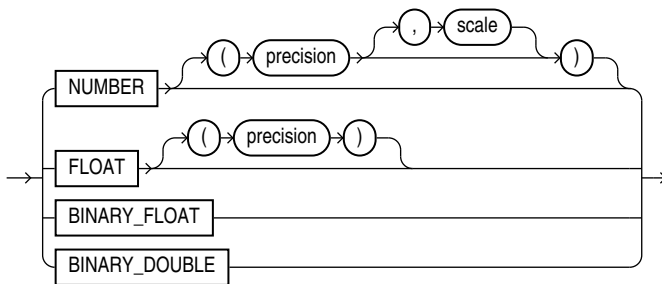 , scale
( precision )
NUMBER
( precision )
FLOAT
BINARY_FLOAT
BINARY_DOUBLE